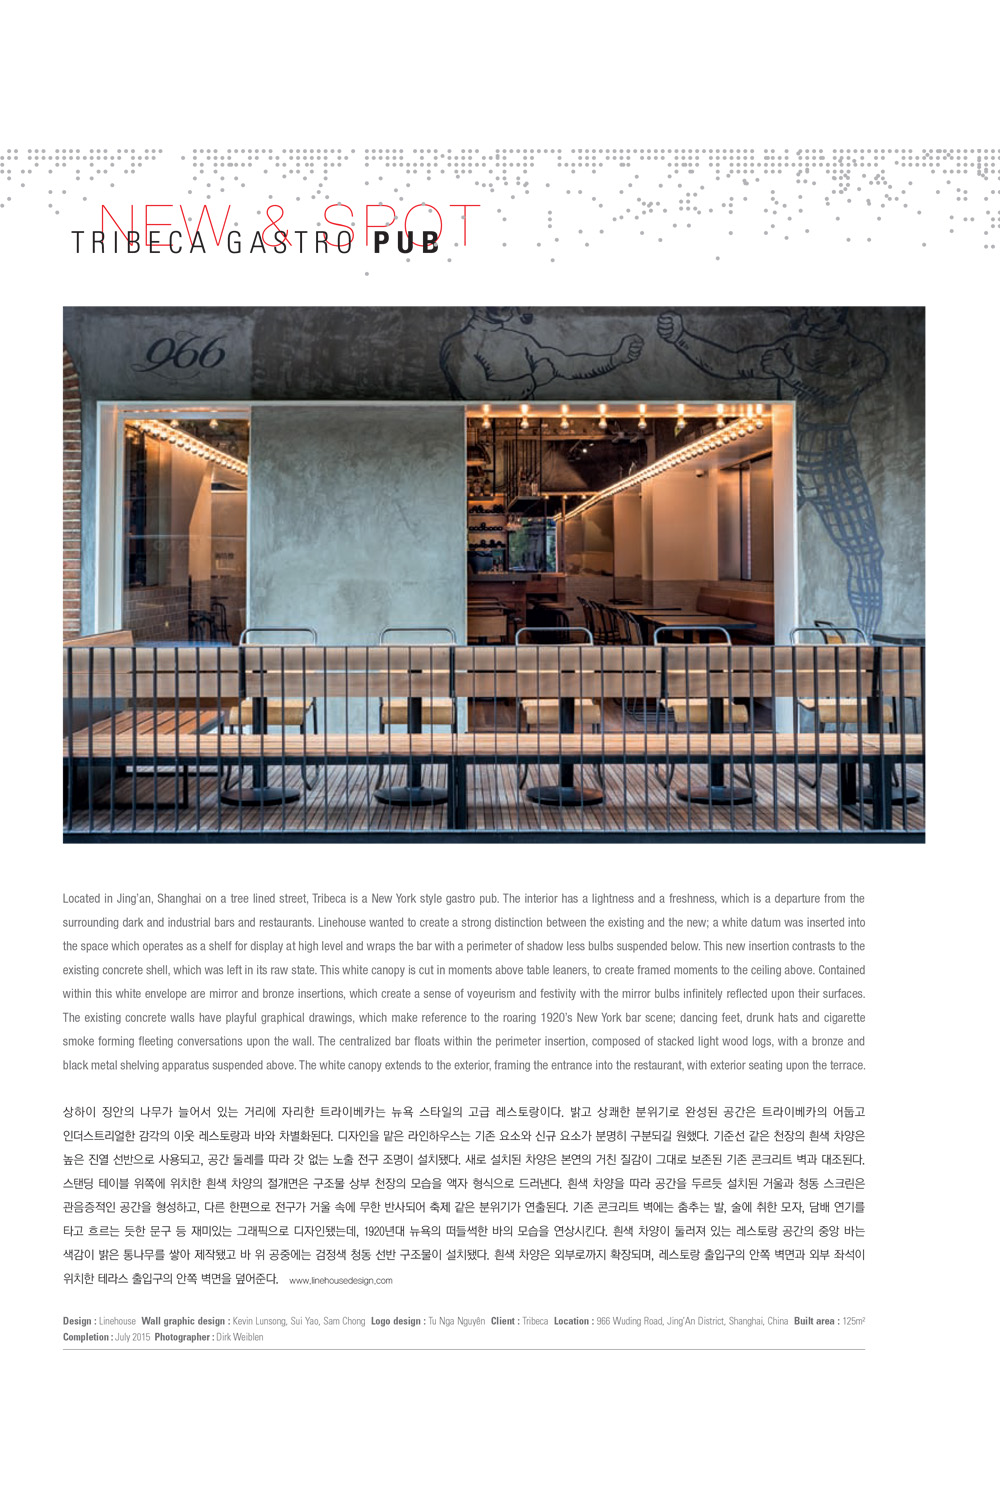 NEW & SPOT
TRIBECA GASTRO PUB
966
Located in Jing'an, Shanghai on a tree lined street, Tribeca is a New York style gastro pub. The interior has a lightness and a freshness, which is a departure from the
surrounding dark and industrial bars and restaurants. Linehouse wanted to create a strong distinction between the existing and the new; a white datum was inserted into
the space which operates as a shelf for display at high level and wraps the bar with a perimeter of shadow less bulbs suspended below. This new insertion contrasts to the
existing concrete shell, which was left in its raw state. This white canopy is cut in moments above table leaners, to create framed moments to the ceiling above. Contained
within this white envelope are mirror and bronze insertions, which create a sense of voyeurism and festivity with the mirror bulbs infinitely reflected upon their surfaces.
The existing concrete walls have playful graphical drawings, which make reference to the roaring 1920's New York bar scene; dancing feet, drunk hats and cigarette
smoke forming fleeting conversations upon the wall. The centralized bar floats within the perimeter insertion, composed of stacked light wood logs, with a bronze and
black metal shelving apparatus suspended above. The white canopy extends to the exterior, framing the entrance into the restaurant, with exterior seating upon the terrace.
상하이 징안의 나무가 늘어서 있는 거리에 자리한 트라이베카는 뉴욕 스타일의 고급 레스토랑이다. 밝고 상쾌한 분위기로 완성된 공간은 트라이베카의 어둡고
인더스트리얼한 감각의 이웃 레스토랑과 바와 차별화된다. 디자인을 맡은 라인하우스는 기존 요소와 신규 요소가 분명히 구분되길 원했다. 기준선 같은 천장의 흰색 차양은
높은 진열 선반으로 사용되고, 공간 둘레를 따라 갓 없는 노출 전구 조명이 설치됐다. 새로 설치된 차양은 본연의 거친 질감이 그대로 보존된 기존 콘크리트 벽과 대조된다.
스탠딩 테이블 위쪽에 위치한 흰색 차양의 절개면은 구조물 상부 천장의 모습을 액자 형식으로 드러낸다. 흰색 차양을 따라 공간을 두르듯 설치된 거울과 청동 스크린은
관음증적인 공간을 형성하고, 다른 한편으로 전구가 거울 속에 무한 반사되어 축제 같은 분위기가 연출된다. 기존 콘크리트 벽에는 춤추는 발, 술에 취한 모자, 담배 연기를
타고 흐르는 듯한 문구 등 재미있는 그래픽으로 디자인됐는데, 1920년대 뉴욕의 떠들썩한 바의 모습을 연상시킨다. 흰색 차양이 둘러져 있는 레스토랑 공간의 중앙 바는
색감이 밝은 통나무를 쌓아 제작됐고 바 위 공중에는 검정색 청동 선반 구조물이 설치됐다. 흰색 차양은 외부로까지 확장되며, 레스토랑 출입구의 안쪽 벽면과 외부 좌석이
위치한 테라스 출입구의 안쪽 벽면을 덮어준다. www.linehousedesign.com
Design : Linehouse Wall graphic design : Kevin Lunsong, Sui Yao, Sam Chong Logo design : Tu Nga Nguyên Client : Tribeca Location : 966 Wuding Road, Jing'An District, Shanghai, China Built area : 125m²
Completion : July 2015 Photographer : Dirk Weiblen